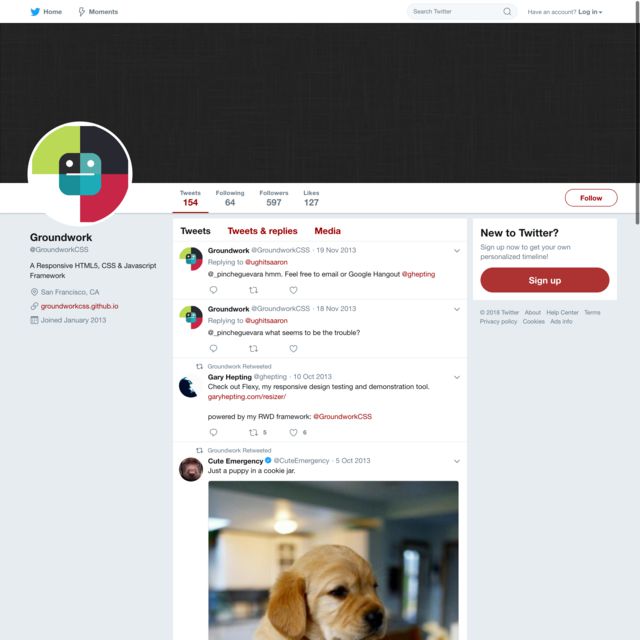 Home
Moments
Search Twitter
Have an account? Log in
Tweets
154
Following
64
Followers
597
Likes
127
Follow
Groundwork
@GroundworkCSS
A Responsive HTML5, CSS & Javascript
Framework
San Francisco, CA
groundworkcss.github.io
Joined January 2013
Tweets
Tweets & replies
Media
Groundwork @GroundworkCSS · 19 Nov 2013
Replying to @ughitsaaron
@_pincheguevara hmm. Feel free to email or Google Hangout @ghepting
Groundwork @GroundworkCSS · 18 Nov 2013
Replying to @ughitsaaron
@_pincheguevara what seems to be the trouble?
Groundwork Retweeted
Gary Hepting @ghepting · 10 Oct 2013
Check out Flexy, my responsive design testing and demonstration tool.
garyhepting.com/resizer/
powered by my RWD framework: @GroundworkCSS
5
6
Groundwork Retweeted
Cute Emergency @CuteEmergency · 5 Oct 2013
Just a puppy in a cookie jar.
New to Twitter?
Sign up now to get your own
personalized timeline!
Sign up
© 2018 Twitter About Help Center Terms
Privacy policy Cookies Ads info